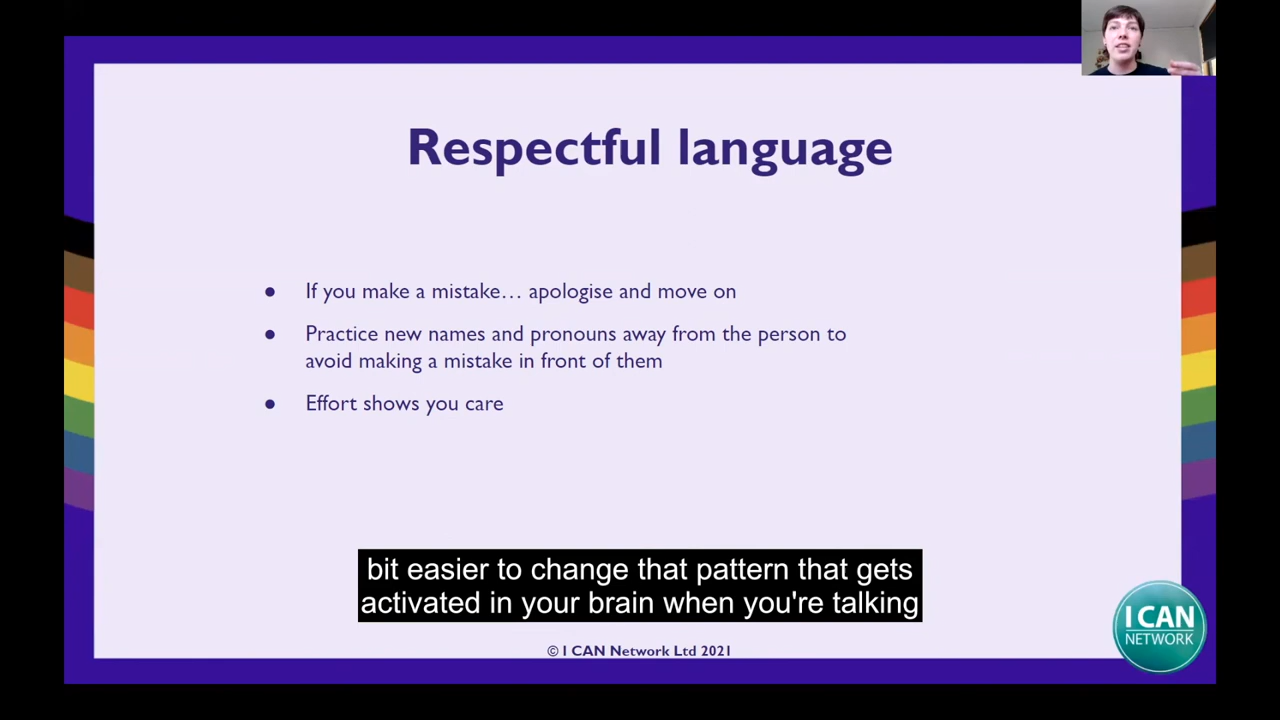 Respectful language
● If you make a mistake… apologise and move on
● Practice new names and pronouns away from the person to
avoid making a mistake in front of them
● Effort shows you care
bit easier to change that pattern that gets
activated in your brain when you're talking
© I CAN Network Ltd 2021
I CAN
NETWORK